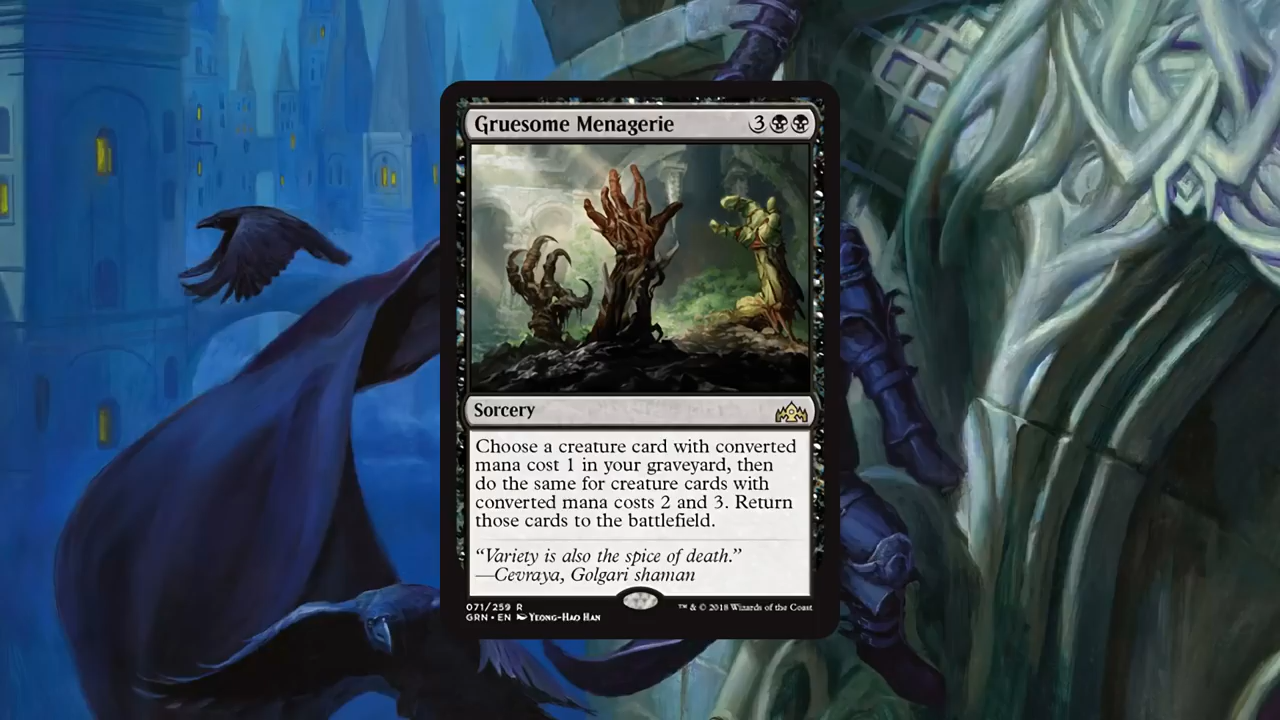 Gruesome Menagerie 3
Sorcery
Choose a creature card with converted
mana cost 1 in your graveyard, then
do the same for creature cards with
converted mana costs 2 and 3. Return
those cards to the battlefield.
“Variety is also the spice of death.”
—Cevraya, Golgari shaman
071/259 R
GRN • EN Yeong-Hao Han
™ & © 2018 Wizards of the Coast